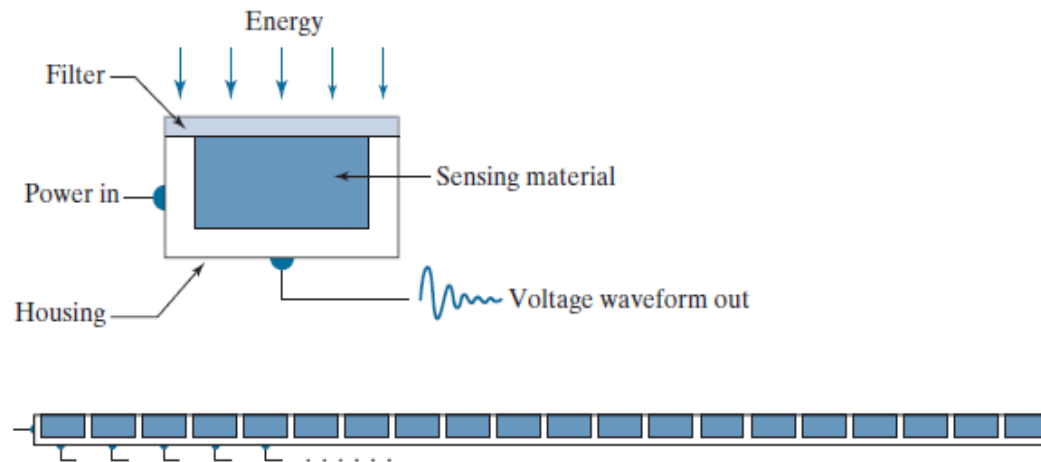 Energy
Filter
Sensing material
Power in
Housing
Voltage waveform out